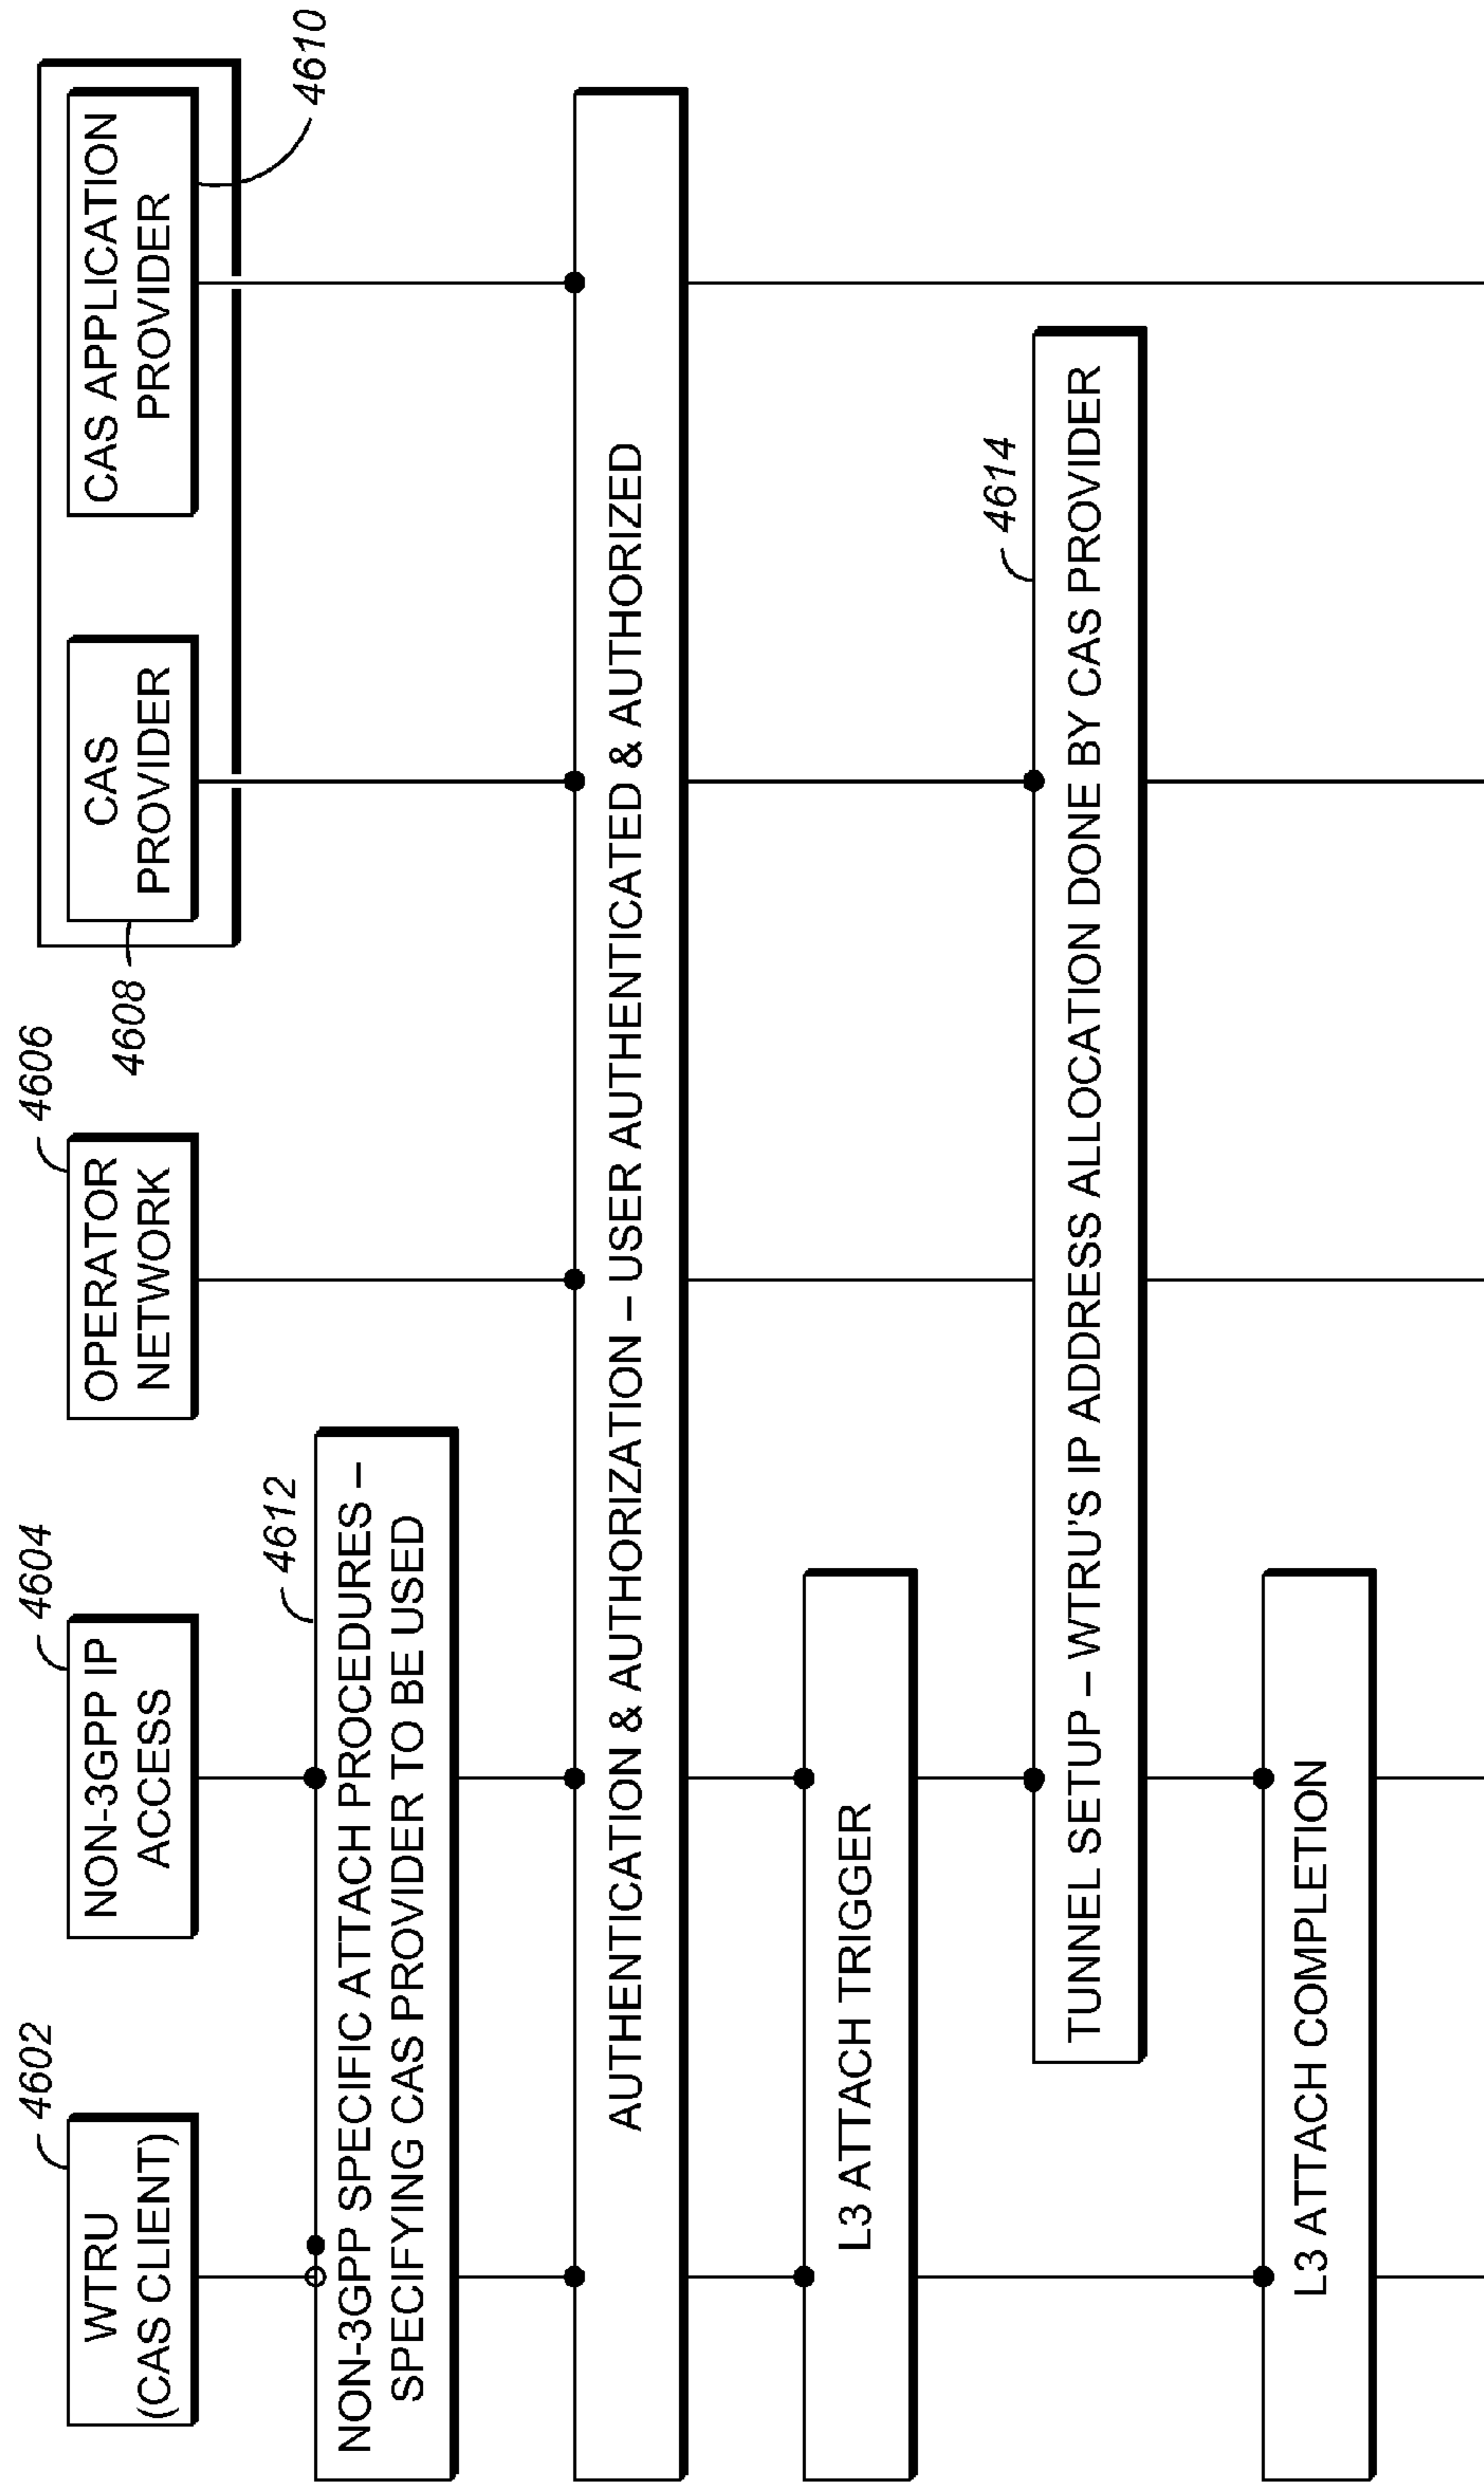 4602
WTRU
(CAS CLIENT)
4604
NON-3GPP IP
ACCESS
4606
OPERATOR
NETWORK
4608
CAS
PROVIDER
CAS APPLICATION
PROVIDER
4610
4612
NON-3GPP SPECIFIC ATTACH PROCEDURES –
SPECIFYING CAS PROVIDER TO BE USED
AUTHENTICATION & AUTHORIZATION – USER AUTHENTICATED & AUTHORIZED
L3 ATTACH TRIGGER
4614
TUNNEL SETUP – WTRU'S IP ADDRESS ALLOCATION DONE BY CAS PROVIDER
L3 ATTACH COMPLETION